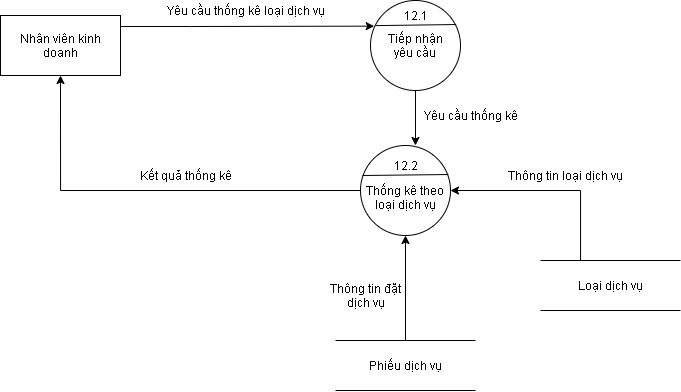 Yêu cầu thống kê loại dịch vụ
12.1
Tiếp nhận
yêu cầu
Nhân viên kinh
doanh
Yêu cầu thống kê
12.2
Thống kê theo
loại dịch vụ
Kết quả thống kê
Thông tin loại dịch vụ
Thông tin đặt
dịch vụ
Loại dịch vụ
Phiếu dịch vụ